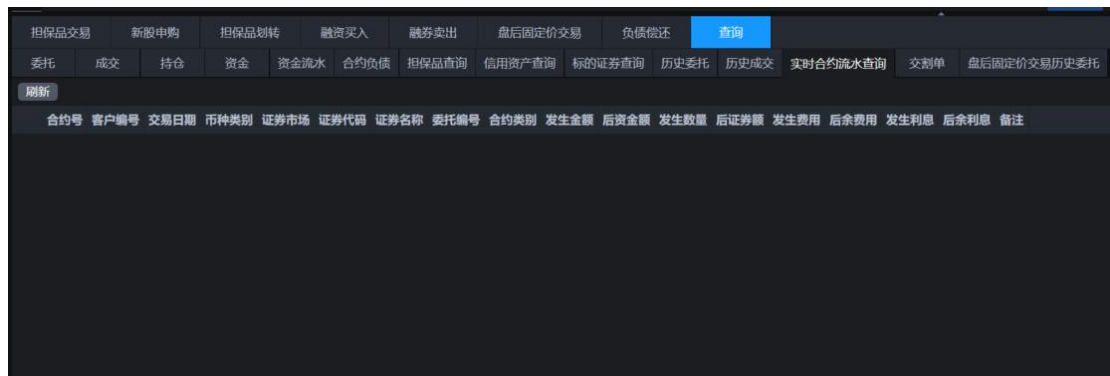 担保品交易 新股申购 担保品划转 融资买入 融券卖出 盘后固定价交易 负债偿还 查询
委托 成交 持仓 资金 资金流水 合约负债 担保品查询 信用资产查询 标的证券查询 历史委托 历史成交 实时合约流水查询 交割单 盘后固定价交易历史委托
刷新
合约号 客户编号 交易日期 币种类别 证券市场 证券代码 证券名称 委托编号 合约类别 发生金额 后资金额 发生数量 后证券额 发生费用 后余费用 发生利息 后余利息 备注